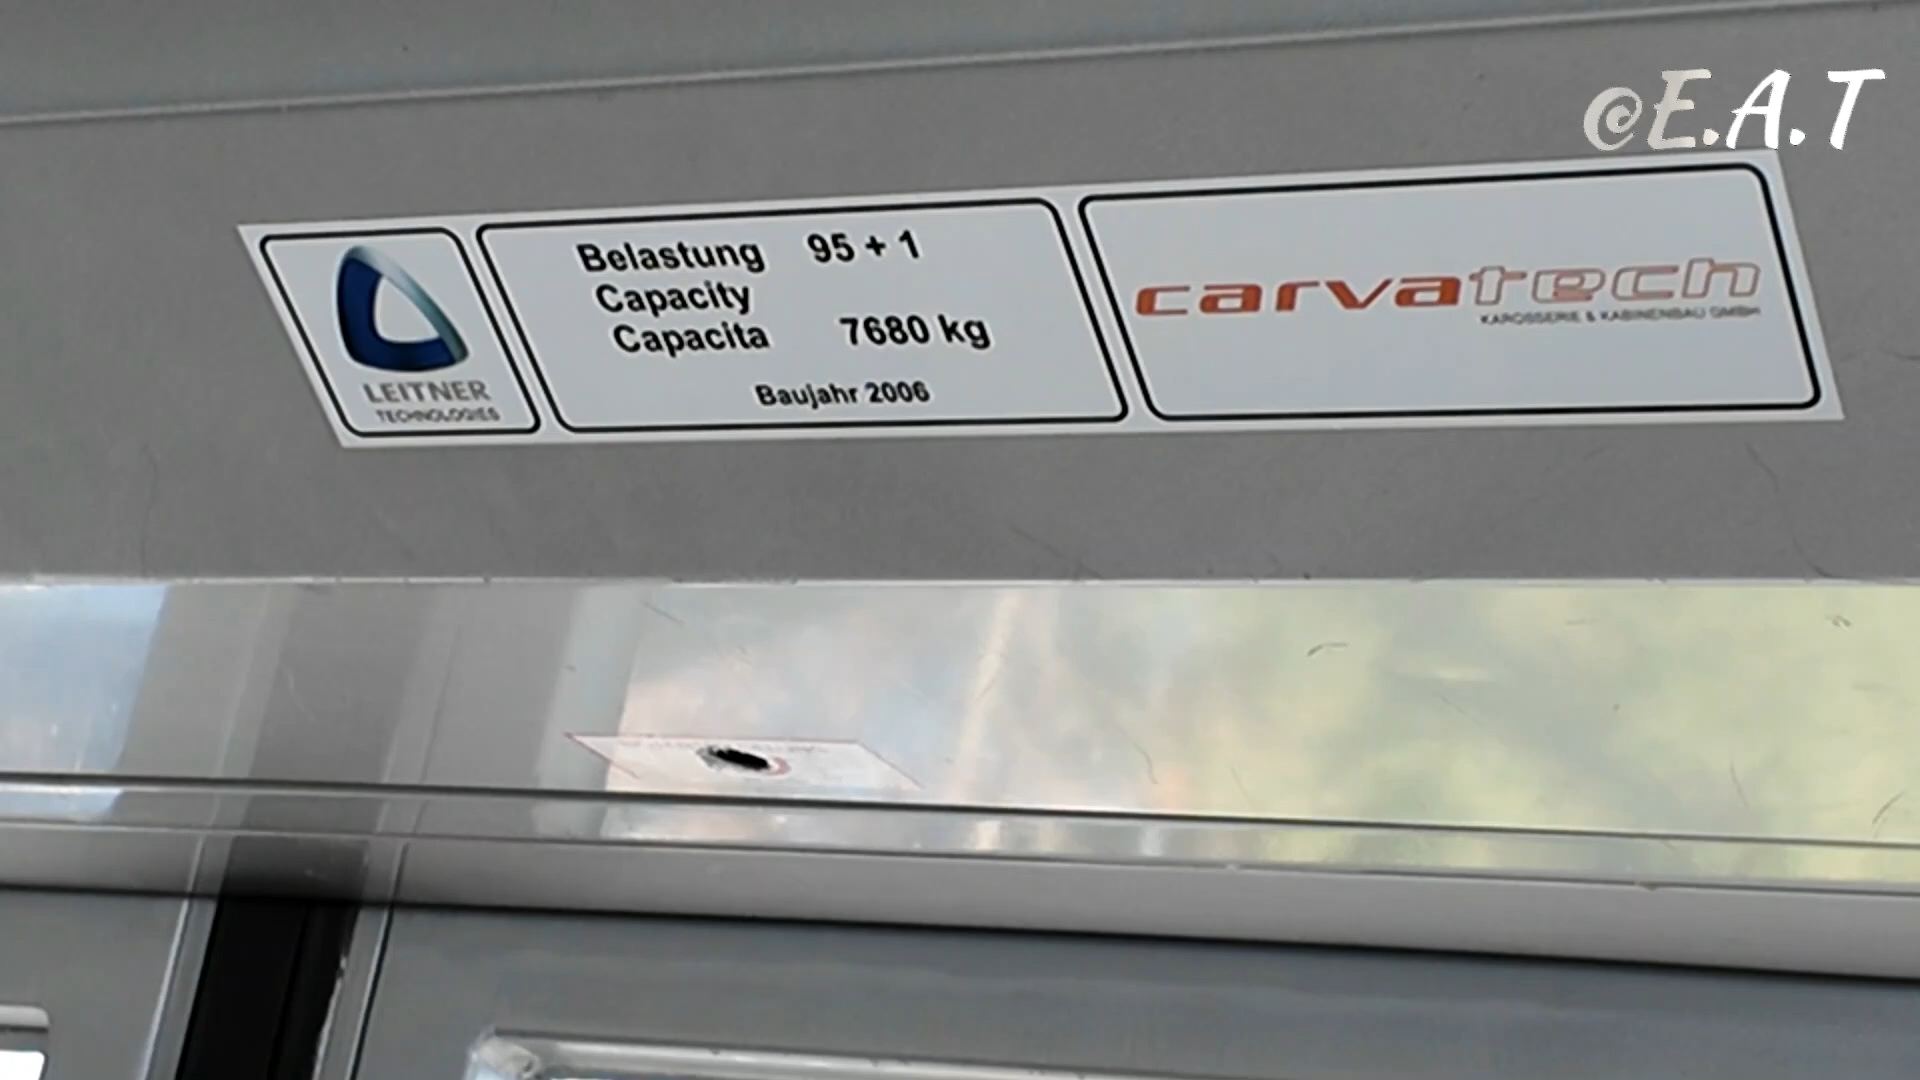 @E.A.T
LEITNER
TECHNOLOGIES
Belastung 95 + 1
Capacity
Capacita 7680 kg
Baujahr 2006
carvatech
KAROSSERIE & KABINENBAU GMBH